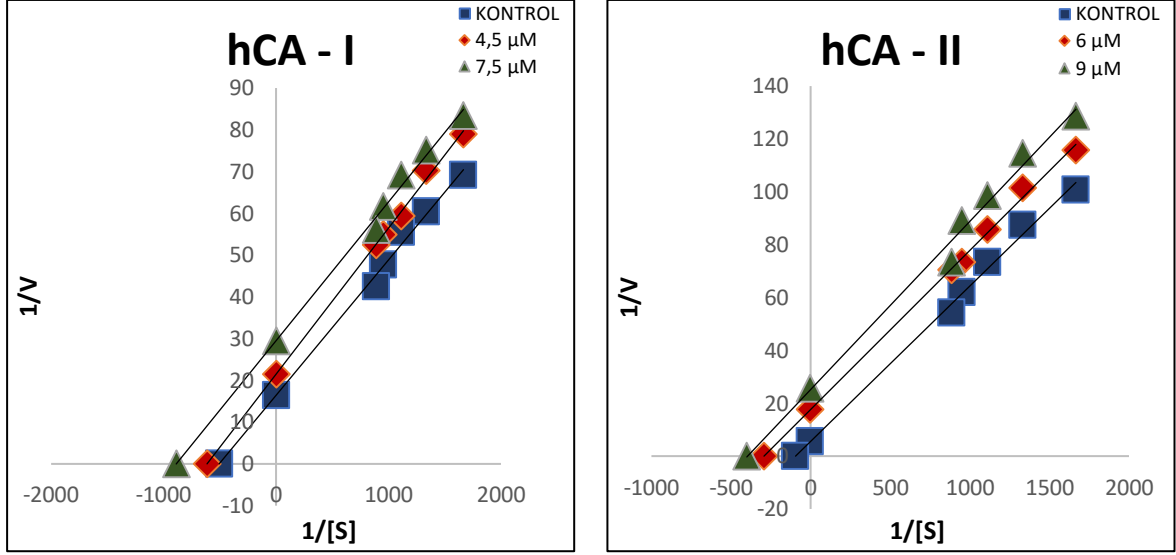 KONTROL
4,5 µM
7,5 µM
hCA - I
90
80
70
60
50
40
30
20
10
0
-10
-2000 -1000 0 1000 2000
1/V
1/[S]
KONTROL
6 µM
9 µM
hCA - II
140
120
100
80
60
40
20
0
-20
-1000 -500 0 500 1000 1500 2000
1/V
1/[S]